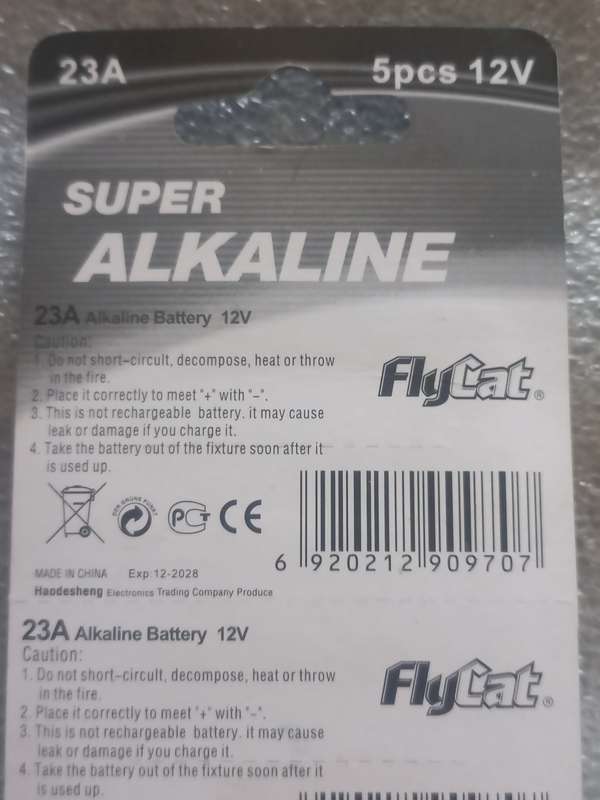 23A 5pcs 12V
SUPER
ALKALINE
23A Alkaline Battery 12V
Caution:
1. Do not short-circult, decompose, heat or throw
in the fire.
2. Place it correctly to meet "+" with "-".
3. This is not rechargeable battery. it may cause
leak or damage if you charge it.
4. Take the battery out of the fixture soon after it
is used up.
FlyCat®
DER GRÜNE PUNKT
PCT CE
6 920212 909707
MADE IN CHINA Exp:12-2028
Haodesheng Electronics Trading Company Produce
23A Alkaline Battery 12V
Caution:
1. Do not short-circult, decompose, heat or throw
in the fire.
2. Place it correctly to meet "+" with "-".
3. This is not rechargeable battery. it may cause
leak or damage if you charge it.
4. Take the battery out of the fixture soon after it
is used up.
FlyCat®